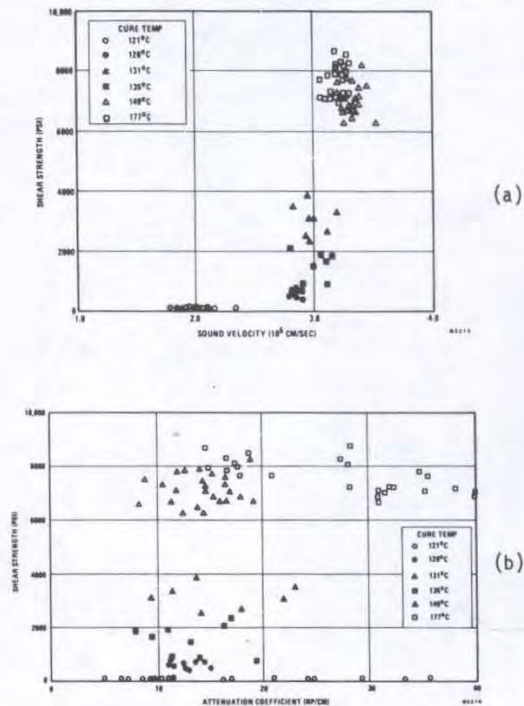 10,000
CURE TEMP
121°C
126°C
131°C
135°C
149°C
177°C
8000
6000
SHEAR STRENGTH (PSI)
4000
2000
0
1.0
2.0
3.0
4.0
SOUND VELOCITY (10⁵ CM/SEC)
(a)
10,000
8000
6000
SHEAR STRENGTH (PSI)
4000
2000
0
CURE TEMP
121°C
131°C
135°C
149°C
177°C
0
10
20
30
40
ATTENUATION COEFFICIENT (NP/CM)
(b)